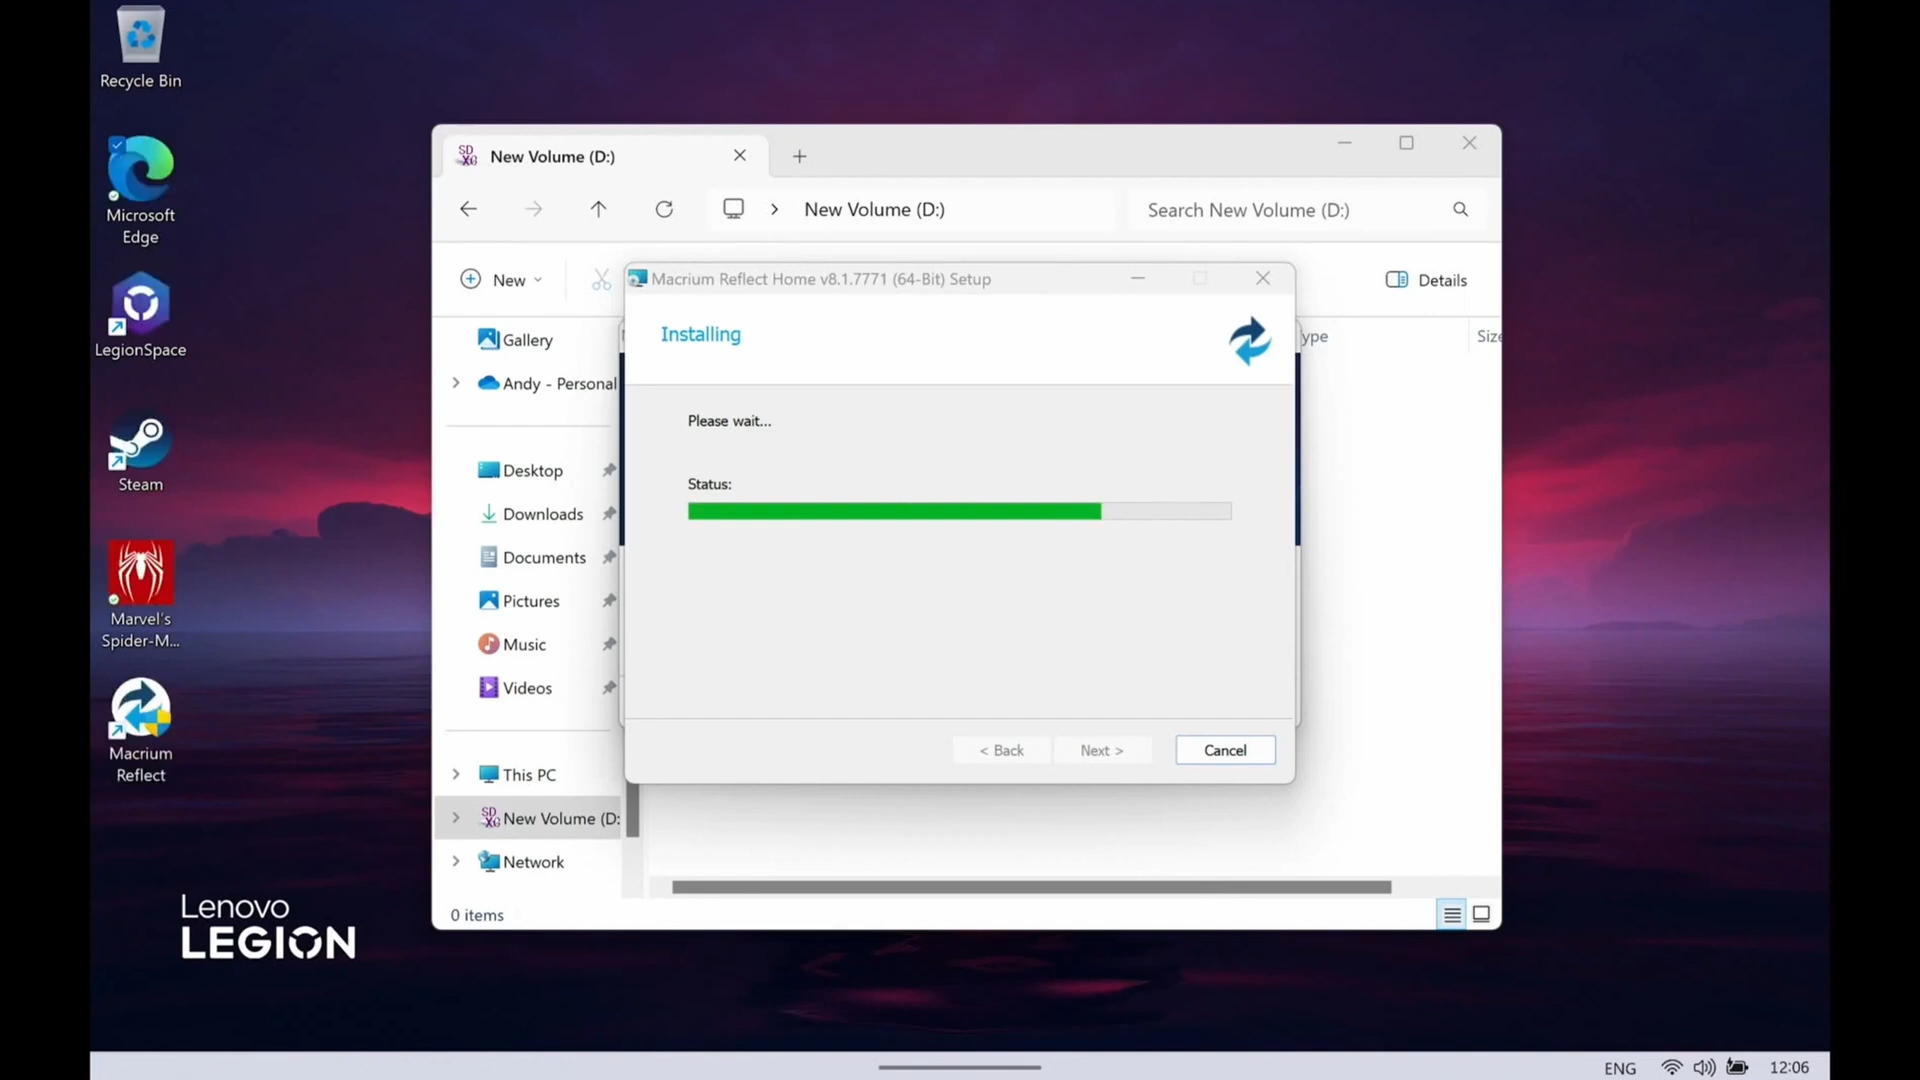 Recycle Bin
Microsoft
Edge
LegionSpace
Steam
Marvel's
Spider-M...
Macrium
Reflect
Lenovo
LEGION
New Volume (D:)
New Volume (D:)
Search New Volume (D:)
New
Details
Gallery
Andy - Personal
Desktop
Downloads
Documents
Pictures
Music
Videos
This PC
New Volume (D:
Network
0 items
ype
Size
Macrium Reflect Home v8.1.7771 (64-Bit) Setup
Installing
Please wait...
Status:
< Back
Next >
Cancel
ENG
12:06